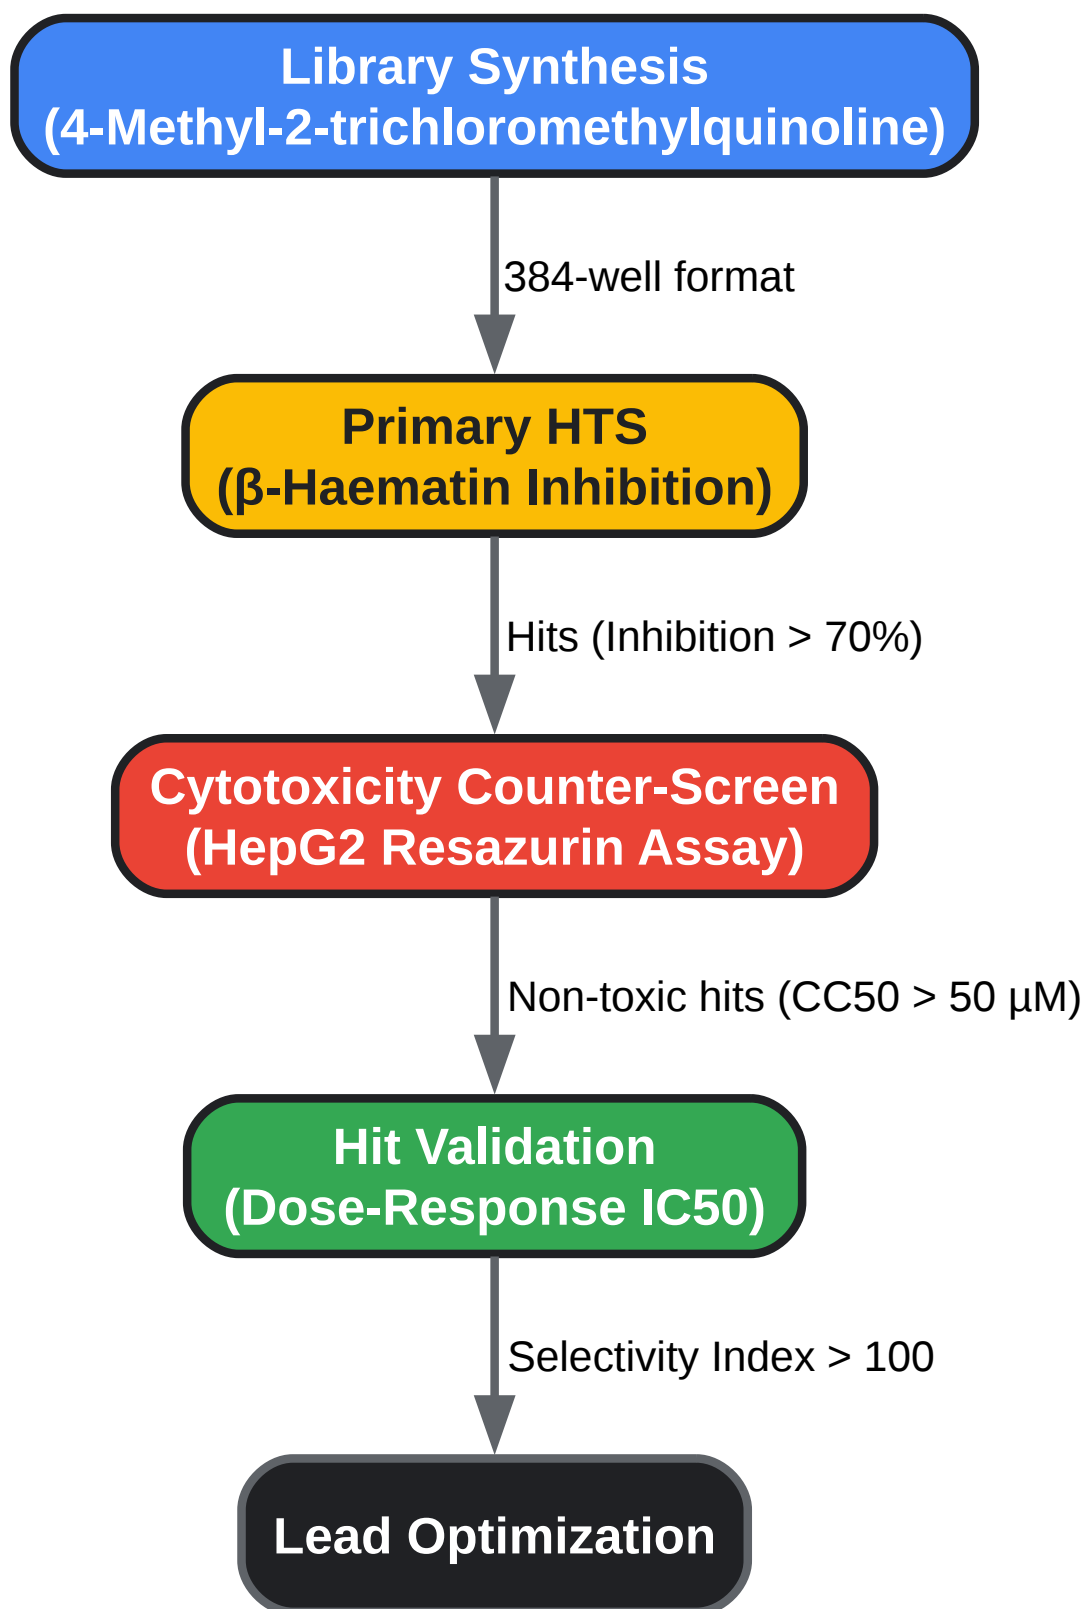 Library Synthesis
(4-Methyl-2-trichloromethylquinoline)
384-well format
Primary HTS
(β-Haematin Inhibition)
Hits (Inhibition > 70%)
Cytotoxicity Counter-Screen
(HepG2 Resazurin Assay)
Non-toxic hits (CC50 > 50 µM)
Hit Validation
(Dose-Response IC50)
Selectivity Index > 100
Lead Optimization